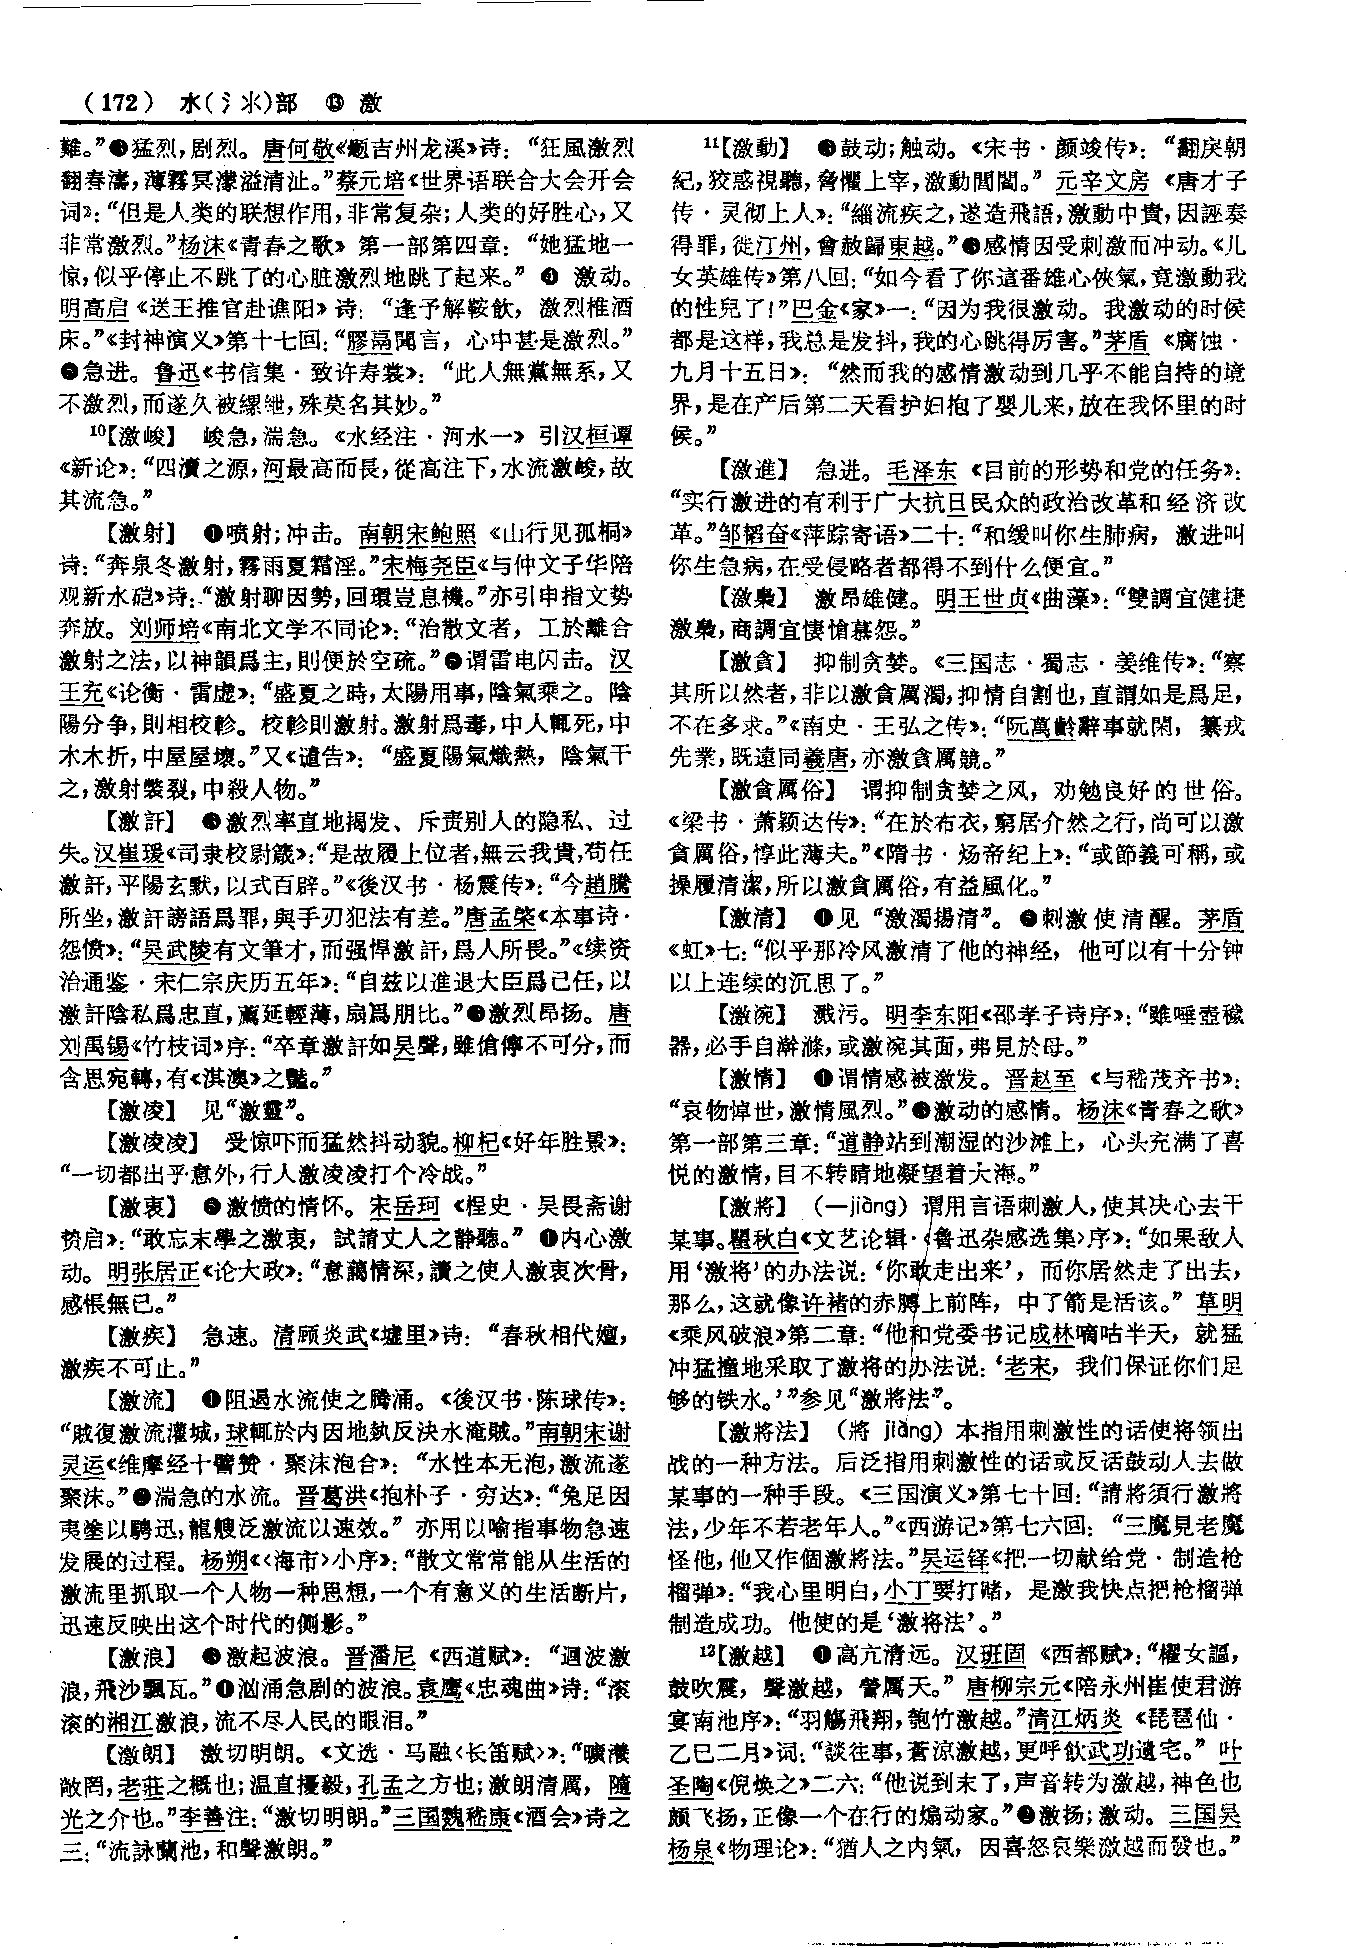 （172） 水(氵氺)部 ⓭ 激
難。”❸猛烈，剧烈。唐何敬《题吉州龙溪》诗：“狂風激烈
翻春濤，薄霧冥濛溢清沚。”蔡元培《世界语联合大会开会
词》：“但是人类的联想作用，非常复杂；人类的好胜心，又
非常激烈。”杨沫《青春之歌》第一部第四章：“她猛地一
惊，似乎停止不跳了的心脏激烈地跳了起来。”❹ 激动。
明高启《送王推官赴谯阳》诗：“逢予解鞍飲，激烈椎酒
床。”《封神演义》第十七回：“膠鬲聞言，心中甚是激烈。”
❺急进。鲁迅《书信集·致许寿裳》：“此人無黨無系，又
不激烈，而遂久被缧绁，殊莫名其妙。”
10【激峻】 峻急，湍急。《水经注·河水一》引汉桓谭
《新论》：“四瀆之源，河最高而長，從高注下，水流激峻，故
其流急。”
【激射】 ❶喷射；冲击。南朝宋鲍照《山行见孤桐》
诗：“奔泉冬激射，霧雨夏霜淫。”宋梅尧臣《与仲文子华陪
观新水硙》诗：“激射聊因勢，回環豈息機。”亦引申指文势
奔放。刘师培《南北文学不同论》：“治散文者，工於離合
激射之法，以神韻爲主，則便於空疏。”❷谓雷电闪击。汉
王充《论衡·雷虚》：“盛夏之時，太陽用事，陰氣乘之。陰
陽分争，則相校軫。校軫則激射。激射爲毒，中人輒死，中
木木折，中屋屋壞。”又《谴告》：“盛夏陽氣熾熱，陰氣干
之，激射襒裂，中殺人物。”
【激訐】 ❶激烈率直地揭发、斥责别人的隐私、过
失。汉崔瑗《司隶校尉箴》：“是故履上位者，無云我貴，苟任
激訐，平陽玄默，以式百辟。”《後汉书·杨震传》：“今趙騰
所坐，激訐謗語爲罪，與手刃犯法有差。”唐孟棨《本事诗·
怨愤》：“吴武陵有文筆才，而强悍激訐，爲人所畏。”《续资
治通鉴·宋仁宗庆历五年》：“自兹以進退大臣爲己任，以
激訐陰私爲忠直，薦延輕薄，扇爲朋比。”❷激烈昂扬。唐
刘禹锡《竹枝词》序：“卒章激訐如吴聲，雖傖儜不可分，而
含思宛轉，有《淇澳》之豔。”
【激凌】 见“激靈”。
【激凌凌】 受惊吓而猛然抖动貌。柳杞《好年胜景》：
“一切都出乎意外，行人激凌凌打个冷战。”
【激衷】 ❶激愤的情怀。宋岳珂《桯史·吴畏斋谢
贽启》：“敢忘末學之激衷，試請丈人之静聽。”❷内心激
动。明张居正《论大政》：“意藹情深，讀之使人激衷次骨，
感悵無已。”
【激疾】 急速。清顾炎武《墟里》诗：“春秋相代嬗，
激疾不可止。”
【激流】 ❶阻遏水流使之腾涌。《後汉书·陈球传》：
“賊復激流灌城，球輒於内因地埶反決水淹賊。”南朝宋谢
灵运《维摩经十譬赞·聚沫泡合》：“水性本无泡，激流遂
聚沫。”❷湍急的水流。晋葛洪《抱朴子·穷达》：“兔足因
夷塗以騁迅，龍艘泛激流以速效。”亦用以喻指事物急速
发展的过程。杨朔《〈海市〉小序》：“散文常常能从生活的
激流里抓取一个人物一种思想，一个有意义的生活断片，
迅速反映出这个时代的侧影。”
【激浪】 ❶激起波浪。晋潘尼《西道赋》：“迴波激
浪，飛沙飄瓦。”❷汹涌急剧的波浪。袁鹰《忠魂曲》诗：“滚
滚的湘江激浪，流不尽人民的眼泪。”
【激朗】 激切明朗。《文选·马融〈长笛赋〉》：“曠瀁
敞罔，老莊之概也；温直擾毅，孔孟之方也；激朗清厲，隨
光之介也。”李善注：“激切明朗。”三国魏嵇康《酒会》诗之
三：“流詠蘭池，和聲激朗。”
11【激動】 ❶鼓动；触动。《宋书·颜竣传》：“翻戾朝
紀，狡惑視聽，脅懼上宰，激動閭閻。”元辛文房《唐才子
传·灵彻上人》：“緇流疾之，遂造飛語，激動中貴，因誣奏
得罪，徙汀州，會赦歸東越。”❷感情因受刺激而冲动。《儿
女英雄传》第八回：“如今看了你這番雄心俠氣，竟激動我
的性兒了！”巴金《家》一：“因为我很激动。我激动的时候
都是这样，我总是发抖，我的心跳得厉害。”茅盾《腐蚀·
九月十五日》：“然而我的感情激动到几乎不能自持的境
界，是在产后第二天看护妇抱了婴儿来，放在我怀里的时
候。”
【激進】 急进。毛泽东《目前的形势和党的任务》：
“实行激进的有利于广大抗日民众的政治改革和经济改
革。”邹韬奋《萍踪寄语》二十：“和缓叫你生肺病，激进叫
你生急病，在受侵略者都得不到什么便宜。”
【激梟】 激昂雄健。明王世贞《曲藻》：“雙調宜健捷
激梟，商調宜悽愴慕怨。”
【激貪】 抑制贪婪。《三国志·蜀志·姜维传》：“察
其所以然者，非以激貪厲濁，抑情自割也，直謂如是爲足，
不在多求。”《南史·王弘之传》：“阮萬齡辭事就閑，纂戎
先業，既遠同羲唐，亦激貪厲競。”
【激貪厲俗】 谓抑制贪婪之风，劝勉良好的世俗。
《梁书·萧颖达传》：“在於布衣，窮居介然之行，尚可以激
貪厲俗，惇此薄夫。”《隋书·炀帝纪上》：“或節義可稱，或
操履清潔，所以激貪厲俗，有益風化。”
【激清】 ❶见“激濁揚清”。❷刺激使清醒。茅盾
《虹》七：“似乎那冷风激清了他的神经，他可以有十分钟
以上连续的沉思了。”
【激涴】 溅污。明李东阳《邵孝子诗序》：“雖唾壺穢
器，必手自澣滌，或激涴其面，弗見於母。”
【激情】 ❶谓情感被激发。晋赵至《与嵇茂齐书》：
“哀物悼世，激情風烈。”❷激动的感情。杨沫《青春之歌》
第一部第三章：“道静站到潮湿的沙滩上，心头充满了喜
悦的激情，目不转睛地凝望着大海。”
【激將】 （—jiàng）谓用言语刺激人，使其决心去干
某事。瞿秋白《文艺论辑·〈鲁迅杂感选集〉序》：“如果敌人
用‘激将’的办法说：‘你敢走出来’，而你居然走了出去，
那么，这就像许褚的赤膊上前阵，中了箭是活该。”草明
《乘风破浪》第二章：“他和党委书记成林嘀咕半天，就猛
冲猛撞地采取了激将的办法说：‘老宋，我们保证你们足
够的铁水。’”参见“激將法”。
【激將法】 （將 jiàng）本指用刺激性的话使将领出
战的一种方法。后泛指用刺激性的话或反话鼓动人去做
某事的一种手段。《三国演义》第七十回：“請將須行激將
法，少年不若老年人。”《西游记》第七六回：“三魔見老魔
怪他，他又作個激將法。”吴运铎《把一切献给党·制造枪
榴弹》：“我心里明白，小丁要打赌，是激我快点把枪榴弹
制造成功。他使的是‘激将法’。”
12【激越】 ❶高亢清远。汉班固《西都赋》：“櫂女謳，
鼓吹震，聲激越，謍厲天。”唐柳宗元《陪永州崔使君游
宴南池序》：“羽觴飛翔，匏竹激越。”清江炳炎《琵琶仙·
乙巳二月》词：“談往事，蒼涼激越，更呼飲武功遺宅。”叶
圣陶《倪焕之》二六：“他说到末了，声音转为激越，神色也
颇飞扬，正像一个在行的煽动家。”❷激扬；激动。三国吴
杨泉《物理论》：“猶人之内氣，因喜怒哀樂激越而發也。”